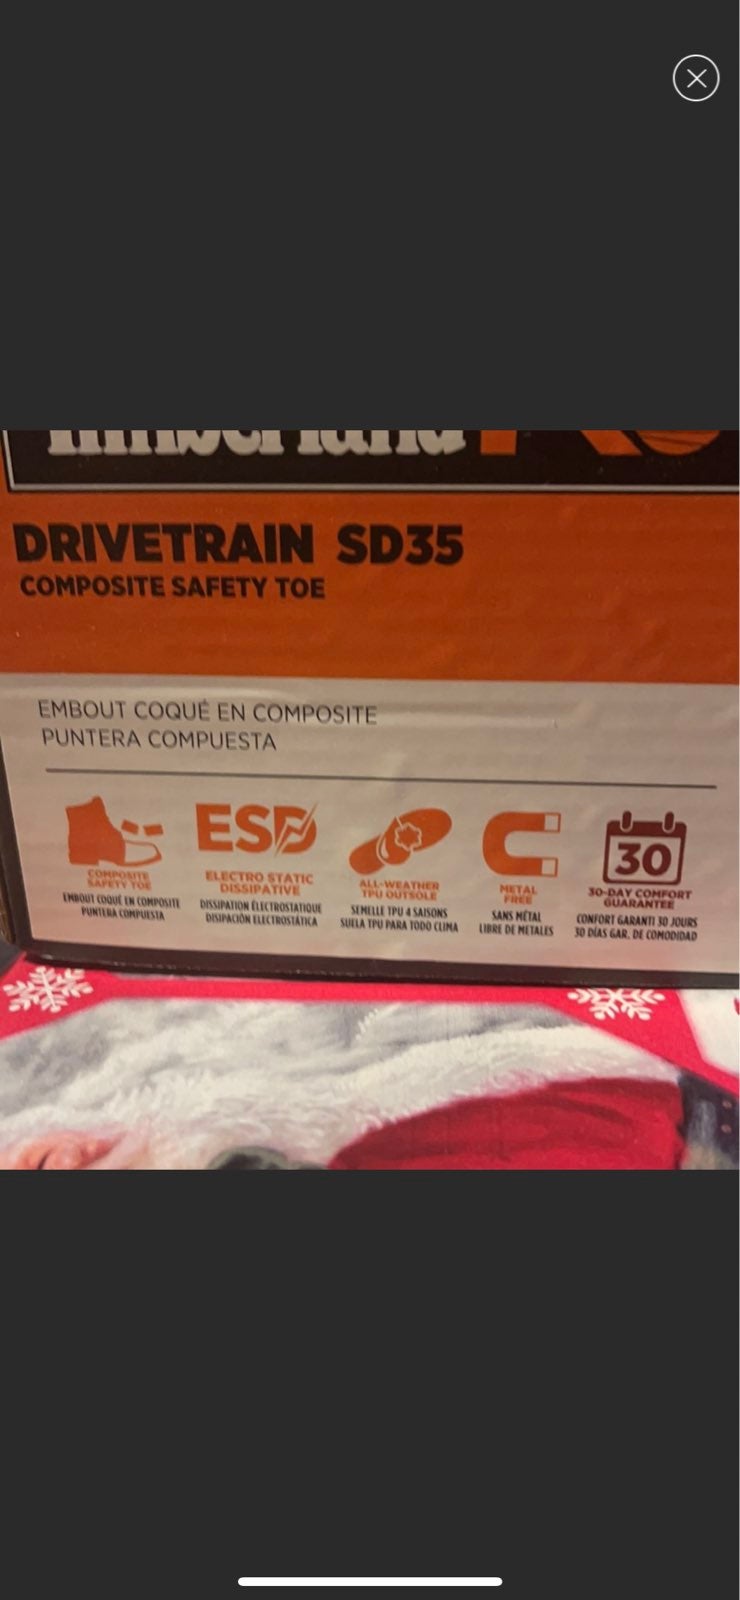 Timberland PRO
DRIVETRAIN SD35
COMPOSITE SAFETY TOE
EMBOUT COQUÉ EN COMPOSITE
PUNTERA COMPUESTA
COMPOSITE
SAFETY TOE
EMBOUT COQUÉ EN COMPOSITE
PUNTERA COMPUESTA
ESD
ELECTRO STATIC
DISSIPATIVE
DISSIPATION ÉLECTROSTATIQUE
DISIPACIÓN ELECTROSTÁTICA
ALL-WEATHER
TPU OUTSOLE
SEMELLE TPU 4 SAISONS
SUELA TPU PARA TODO CLIMA
METAL
FREE
SANS MÉTAL
LIBRE DE METALES
30
30-DAY COMFORT
GUARANTEE
CONFORT GARANTI 30 JOURS
30 DÍAS GAR. DE COMODIDAD